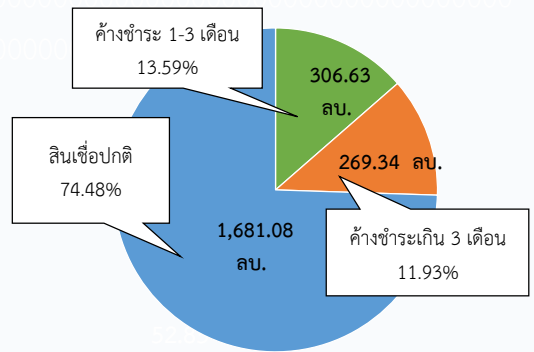 ค้างชำระ 1-3 เดือน
13.59%
306.63
ลบ.
สินเชื่อปกติ
74.48%
269.34 ลบ.
1,681.08
ลบ.
ค้างชำระเกิน 3 เดือน
11.93%